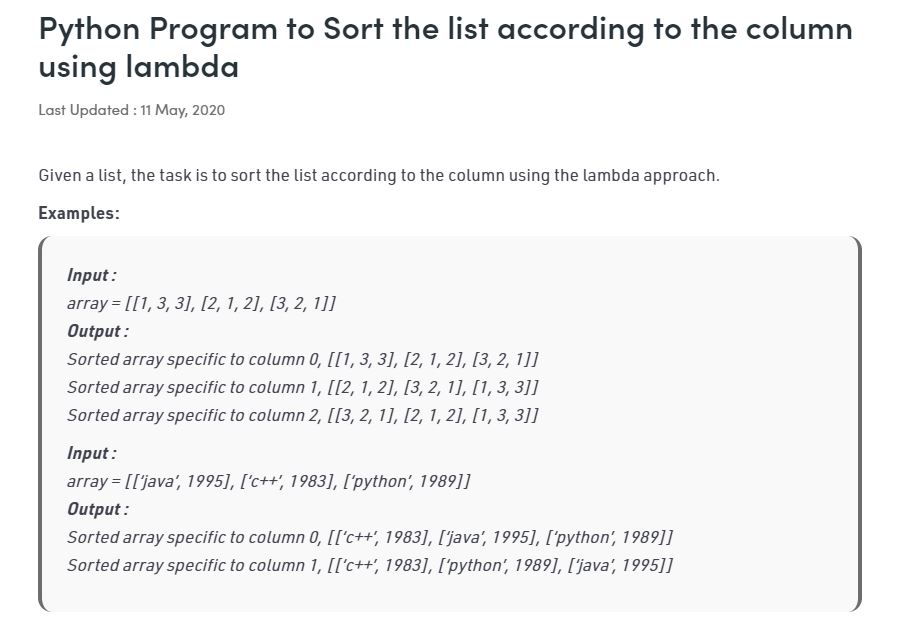 Python Program to Sort the list according to the column
using lambda
Last Updated : 11 May, 2020
Given a list, the task is to sort the list according to the column using the lambda approach.
Examples:
Input :
array = [[1, 3, 3], [2, 1, 2], [3, 2, 1]]
Output :
Sorted array specific to column 0, [[1, 3, 3], [2, 1, 2], [3, 2, 1]]
Sorted array specific to column 1, [[2, 1, 2], [3, 2, 1], [1, 3, 3]]
Sorted array specific to column 2, [[3, 2, 1], [2, 1, 2], [1, 3, 3]]
Input :
array = [[‘java’, 1995], [‘c++’, 1983], [‘python’, 1989]]
Output :
Sorted array specific to column 0, [[‘c++’, 1983], [‘java’, 1995], [‘python’, 1989]]
Sorted array specific to column 1, [[‘c++’, 1983], [‘python’, 1989], [‘java’, 1995]]